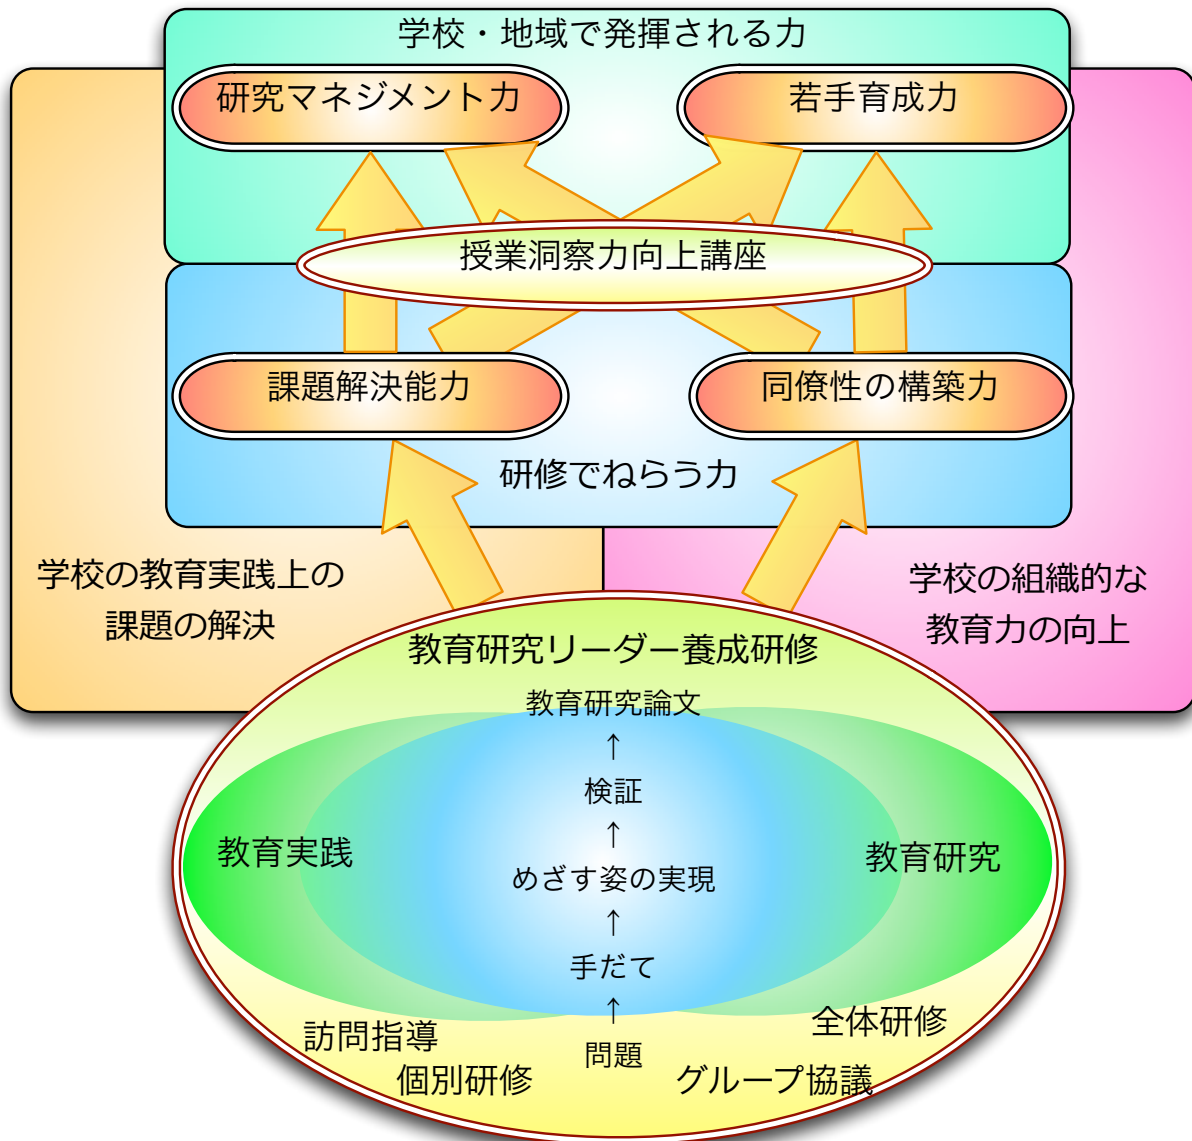 学校・地域で発揮される力
研究マネジメント力
若手育成力
授業洞察力向上講座
課題解決能力
同僚性の構築力
研修でねらう力
学校の教育実践上の
課題の解決
学校の組織的な
教育力の向上
教育研究リーダー養成研修
教育研究論文
↑
検証
↑
教育実践
めざす姿の実現
教育研究
↑
手だて
↑
問題
訪問指導
個別研修
グループ協議
全体研修